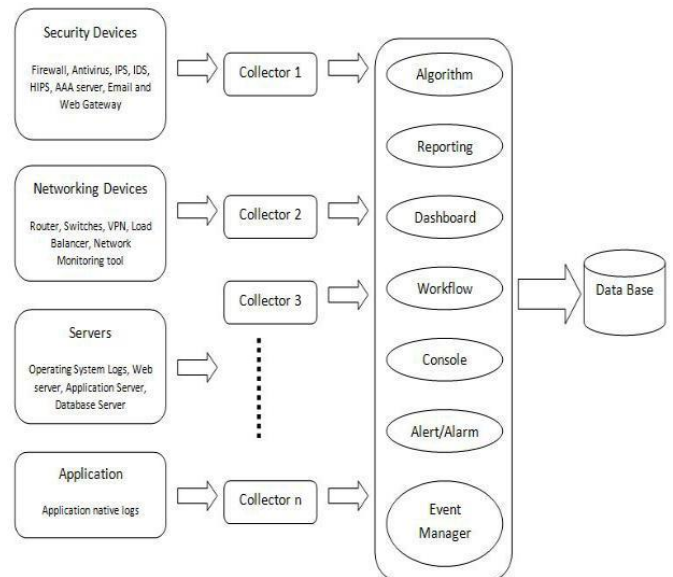 Security Devices
Firewall, Antivirus, IPS, IDS,
HIPS, AAA server, Email and
Web Gateway
Collector 1
Networking Devices
Router, Switches, VPN, Load
Balancer, Network
Monitoring tool
Collector 2
Collector 3
Servers
Operating System Logs, Web
server, Application Server,
Database Server
Application
Application native logs
Collector n
Algorithm
Reporting
Dashboard
Workflow
Console
Alert/Alarm
Event
Manager
Data Base